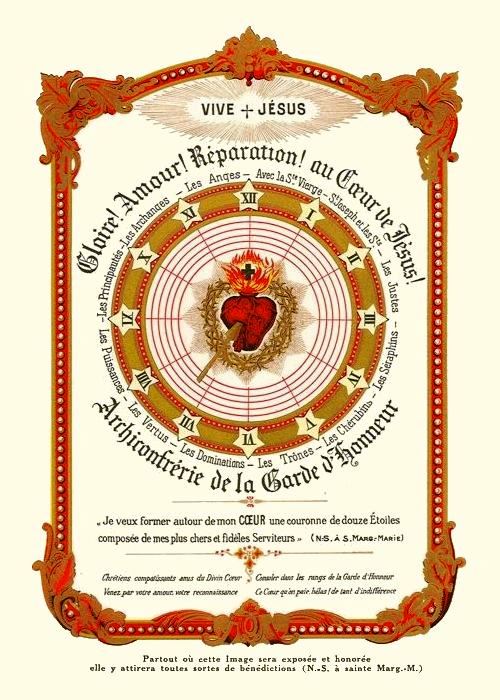 VIVE + JÉSUS
Gloire! Amour! Réparation! au Cœur de Jésus!
Les Anges – Avec la Ste Vierge – St Joseph et les Sts – Les Justes – Les Séraphins – Les Chérubins – Les Trônes – Les Dominations – Les Vertus – Les Puissances – Les Principautés – Les Archanges
XII
I
II
III
IV
V
VI
VII
VIII
IX
X
XI
Archiconfrérie de la Garde d'Honneur
„ Je veux former autour de mon CŒUR une couronne de douze Étoiles
composée de mes plus chers et fidèles Serviteurs „ (N.-S. À S. MARG-MARIE)
Chrétiens compatissants amis du Divin Cœur
Venez par votre amour, votre reconnaissance
Consoler dans les rangs de la Garde d'Honneur
Ce Cœur qu'on paie, hélas! de tant d'indifférence
Partout où cette Image sera exposée et honorée
elle y attirera toutes sortes de bénédictions (N.-S. à sainte Marg.-M.)